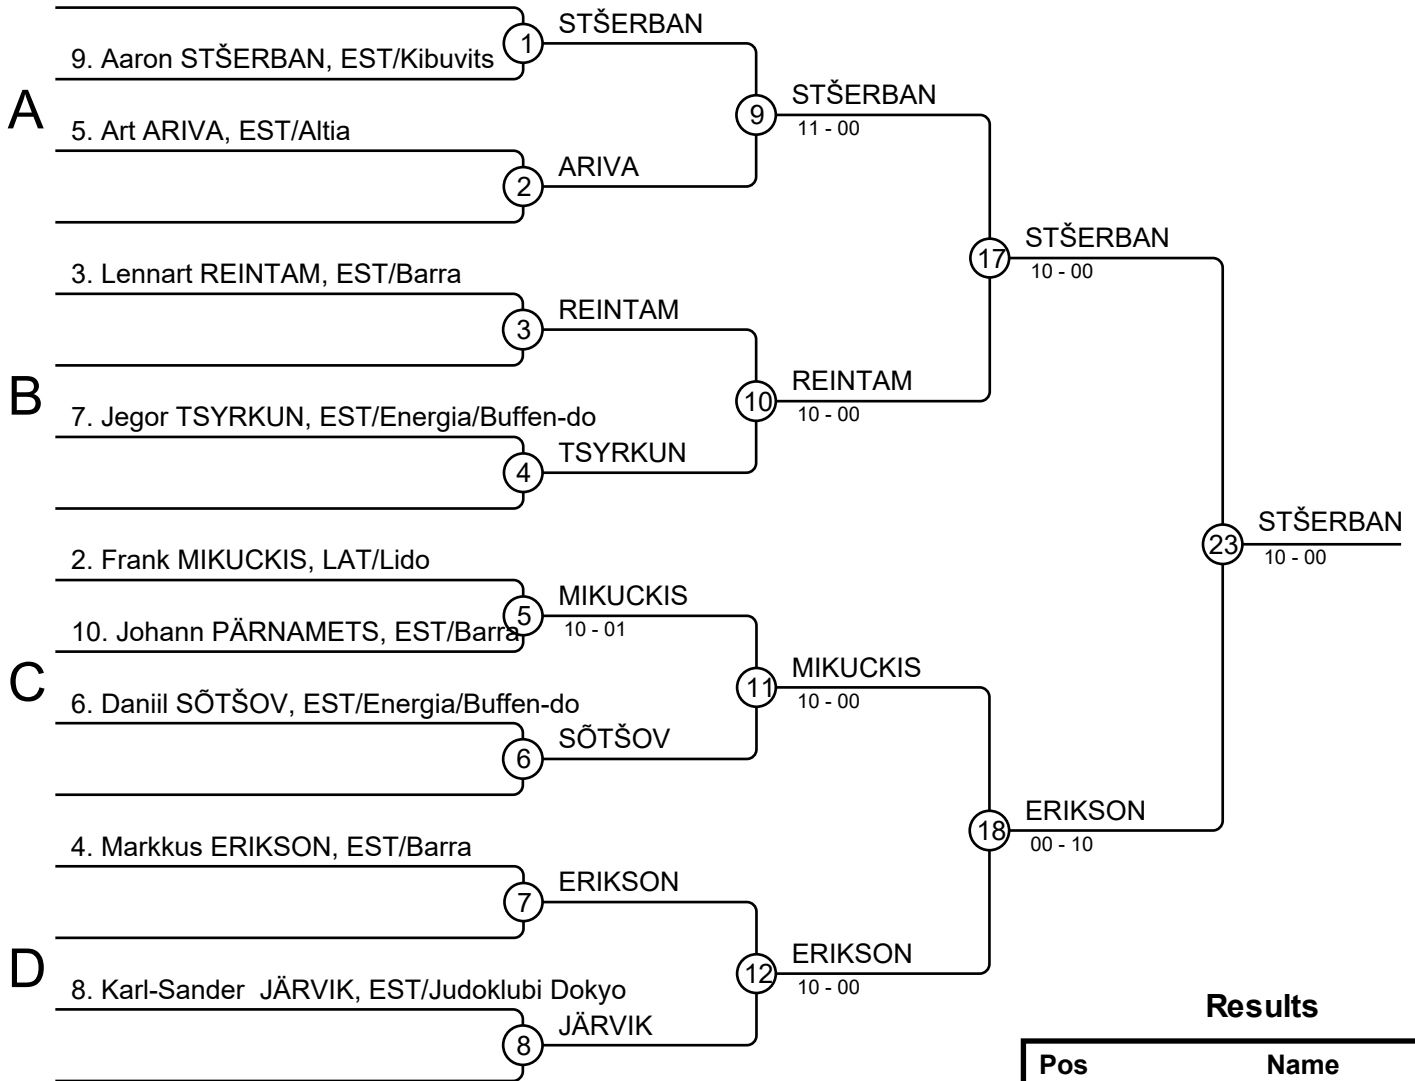 STŠERBAN
1
9. Aaron STŠERBAN, EST/Kibuvits
A
STŠERBAN
9
11 - 00
5. Art ARIVA, EST/Altia
2
ARIVA
STŠERBAN
17
10 - 00
3. Lennart REINTAM, EST/Barra
3
REINTAM
B
REINTAM
10
10 - 00
7. Jegor TSYRKUN, EST/Energia/Buffen-do
4
TSYRKUN
STŠERBAN
23
10 - 00
2. Frank MIKUCKIS, LAT/Lido
MIKUCKIS
5
10 - 01
10. Johann PÄRNAMETS, EST/Barra
C
MIKUCKIS
11
10 - 00
6. Daniil SÕTŠOV, EST/Energia/Buffen-do
6
SÕTŠOV
ERIKSON
18
00 - 10
4. Markkus ERIKSON, EST/Barra
7
ERIKSON
D
ERIKSON
12
10 - 00
8. Karl-Sander  JÄRVIK, EST/Judoklubi Dokyo
8
JÄRVIK
Results
Pos Name